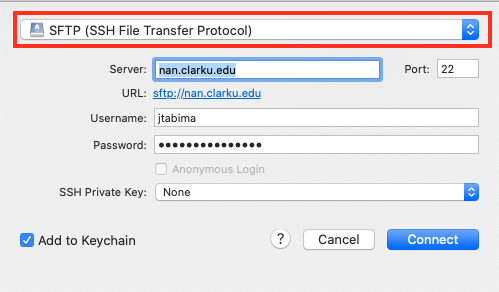 SFTP (SSH File Transfer Protocol)
Server: nan.clarku.edu Port: 22
URL: sftp://nan.clarku.edu
Username: jtabima
Password: ●●●●●●●●●●●●●●●
Anonymous Login
SSH Private Key: None
Add to Keychain ? Cancel Connect